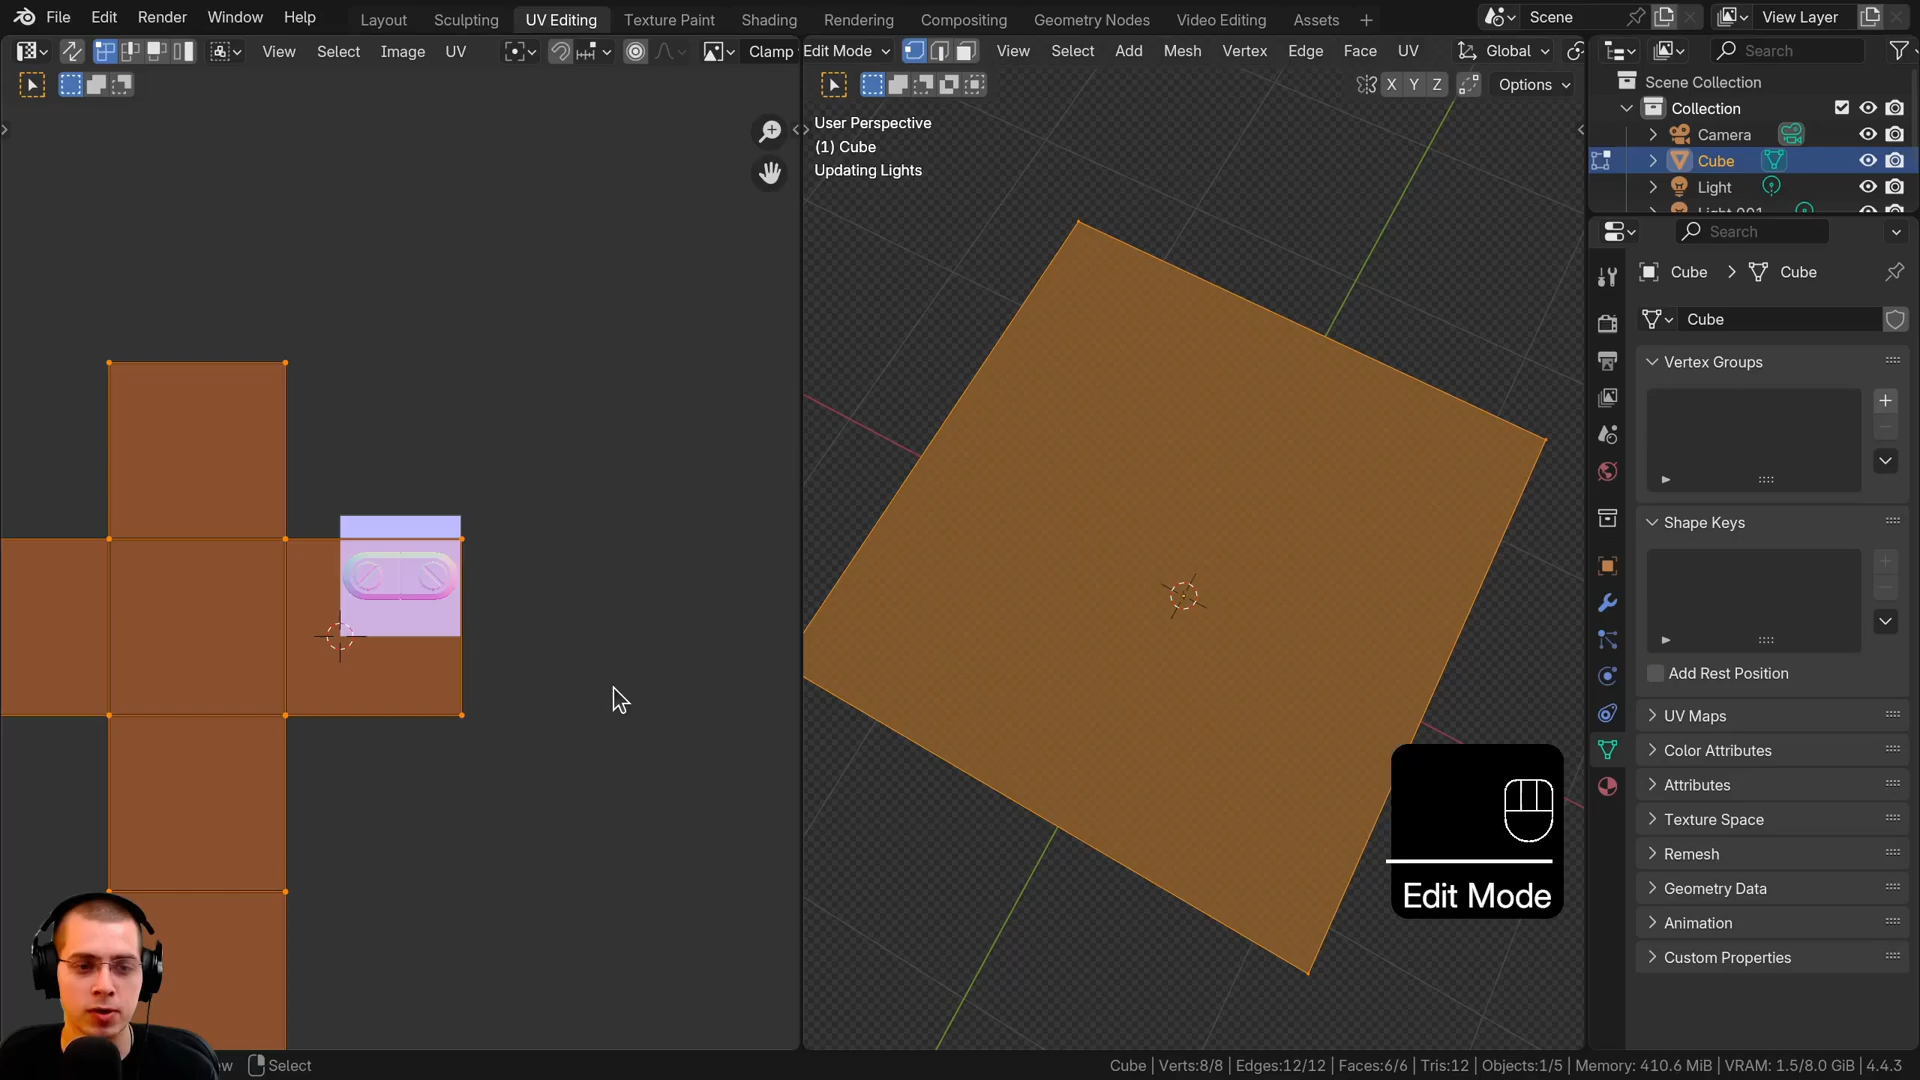 File Edit Render Window Help Layout Sculpting UV Editing Texture Paint Shading Rendering Compositing Geometry Nodes Video Editing Assets Scene View Layer
View Select Image UV Clamp Edit Mode View Select Add Mesh Vertex Edge Face UV Global Search
X Y Z Options
Scene Collection
Collection
Camera
Cube
Light
Light.001
User Perspective
(1) Cube
Updating Lights
Search
Cube Cube
Cube
Vertex Groups
Shape Keys
Add Rest Position
UV Maps
Color Attributes
Attributes
Texture Space
Remesh
Geometry Data
Animation
Custom Properties
Edit Mode
Select
Cube | Verts:8/8 | Edges:12/12 | Faces:6/6 | Tris:12 | Objects:1/5 | Memory: 410.6 MiB | VRAM: 1.5/8.0 GiB | 4.4.3